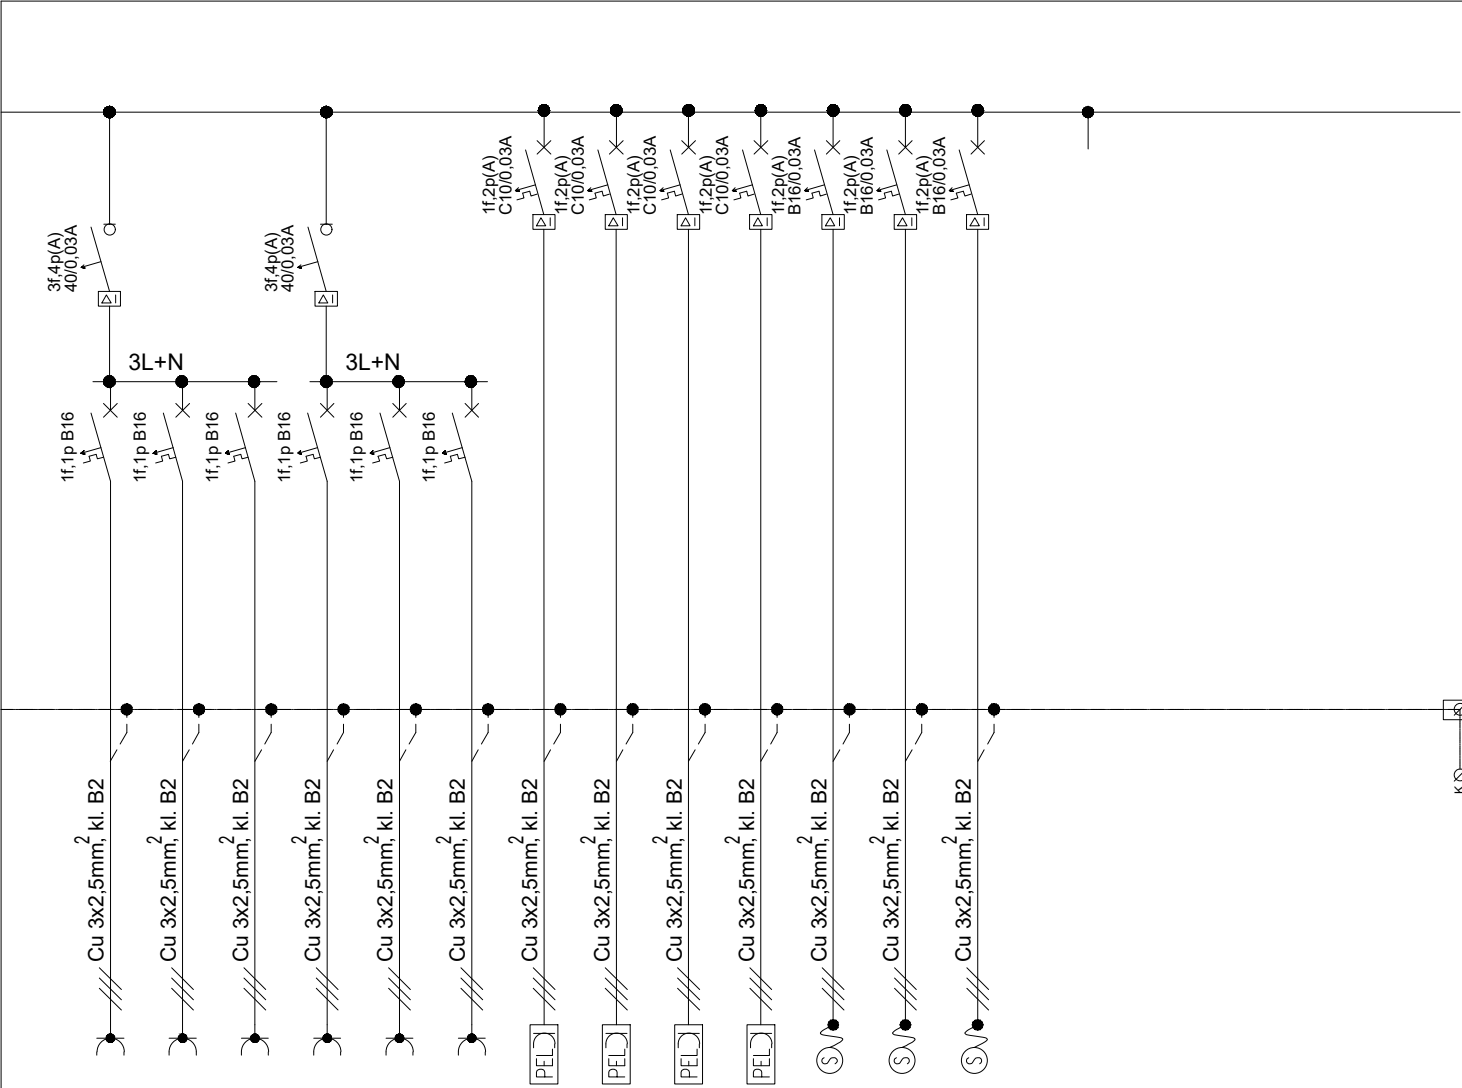 1f,2p(A)
C10/0,03A
1f,2p(A)
C10/0,03A
1f,2p(A)
C10/0,03A
1f,2p(A)
C10/0,03A
1f,2p(A)
B16/0,03A
1f,2p(A)
B16/0,03A
1f,2p(A)
B16/0,03A
3f,4p(A)
40/0,03A
3f,4p(A)
40/0,03A
3L+N
3L+N
1f,1p B16
1f,1p B16
1f,1p B16
1f,1p B16
1f,1p B16
1f,1p B16
Cu 3x2,5mm², kl. B2
Cu 3x2,5mm², kl. B2
Cu 3x2,5mm², kl. B2
Cu 3x2,5mm², kl. B2
Cu 3x2,5mm², kl. B2
Cu 3x2,5mm², kl. B2
Cu 3x2,5mm², kl. B2
Cu 3x2,5mm², kl. B2
Cu 3x2,5mm², kl. B2
Cu 3x2,5mm², kl. B2
Cu 3x2,5mm², kl. B2
Cu 3x2,5mm², kl. B2
Cu 3x2,5mm², kl. B2
K
PEL
PEL
PEL
PEL
S
S
S